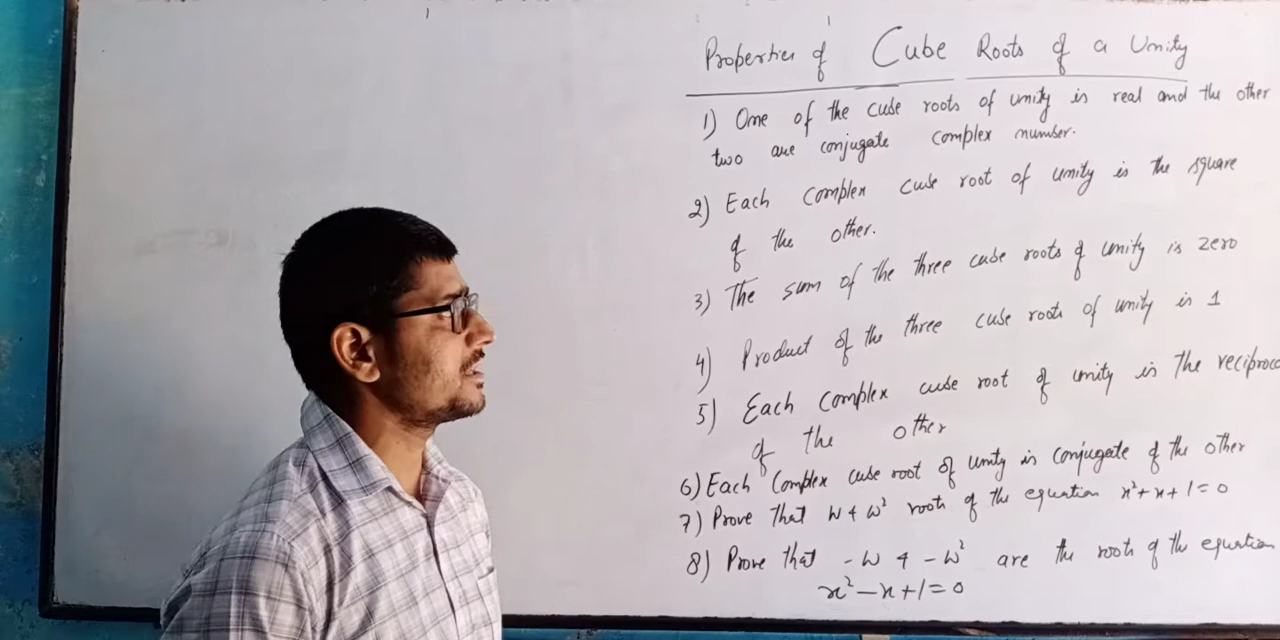 Properties of Cube Roots of a Unity
1) One of the cube roots of unity is real and the other
two are conjugate complex number.
2) Each complex cube root of unity is the square
of the other.
3) The sum of the three cube roots of unity is zero
4) Product of the three cube roots of unity is 1
5) Each complex cube root of unity is the reciproc
of the other
6) Each Complex cube root of unity is conjugate of the other
7) Prove that w & w² roots of the equation x²+x+1=0
8) Prove that -w & -w² are the roots of the equation
x²-x+1=0